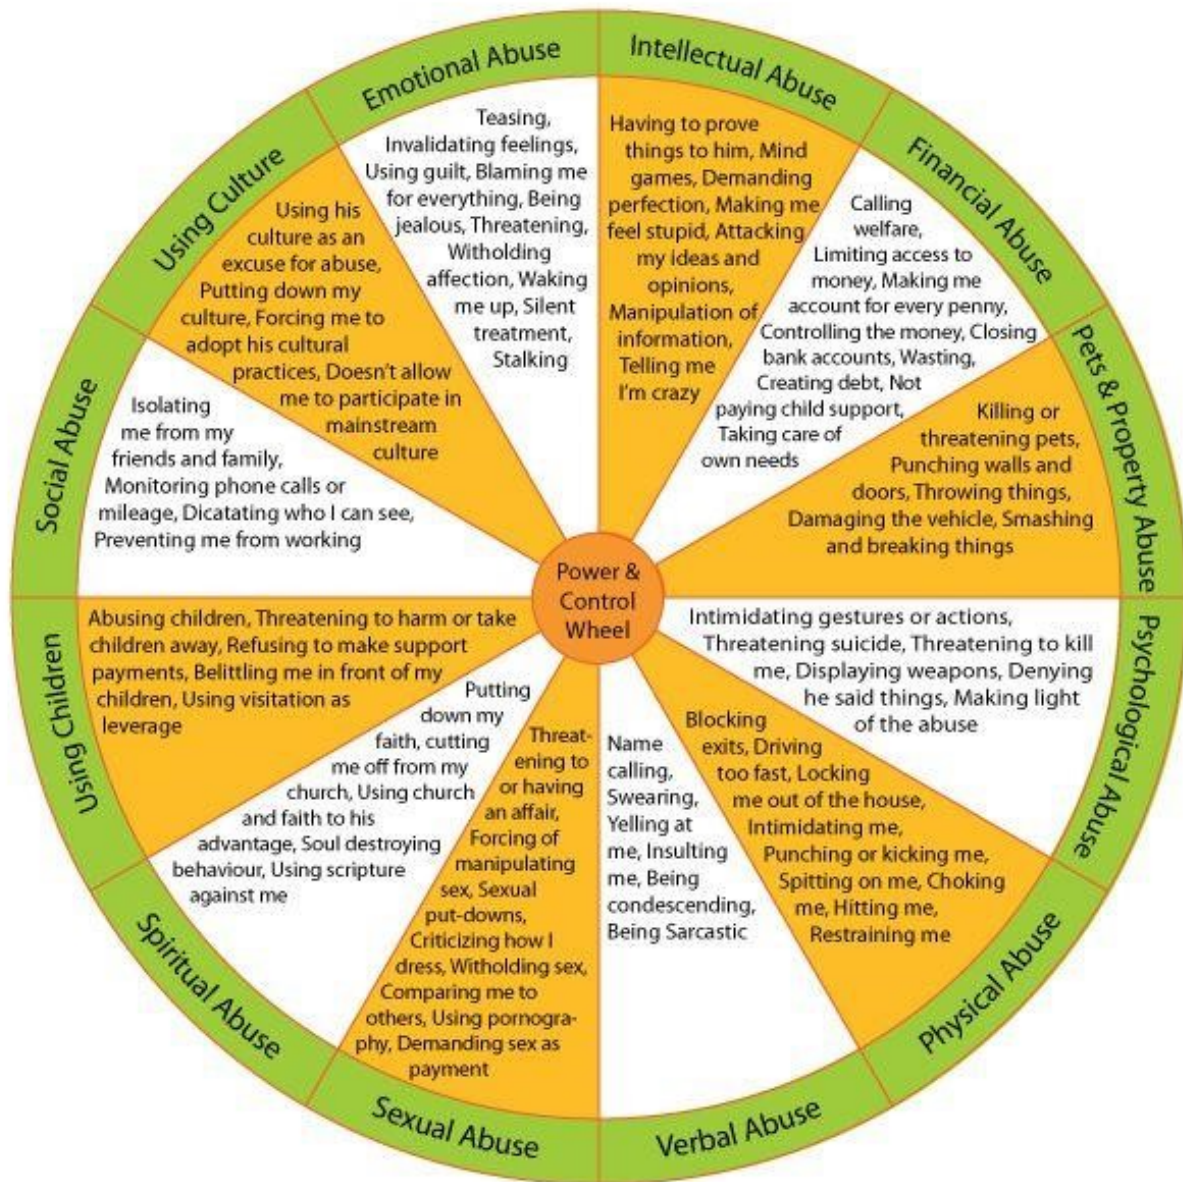 Emotional Abuse
Teasing,
Invalidating feelings,
Using guilt, Blaming me
for everything, Being
jealous, Threatening,
Witholding
affection, Waking
me up, Silent
treatment,
Stalking
Intellectual Abuse
Having to prove
things to him, Mind
games, Demanding
perfection, Making me
feel stupid, Attacking
my ideas and
opinions,
Manipulation of
information,
Telling me
I'm crazy
Financial Abuse
Calling
welfare,
Limiting access to
money, Making me
account for every penny,
Controlling the money, Closing
bank accounts, Wasting,
Creating debt, Not
paying child support,
Taking care of
own needs
Pets & Property Abuse
Killing or
threatening pets,
Punching walls and
doors, Throwing things,
Damaging the vehicle, Smashing
and breaking things
Psychological Abuse
Intimidating gestures or actions,
Threatening suicide, Threatening to kill
me, Displaying weapons, Denying
he said things, Making light
of the abuse
Physical Abuse
Blocking
exits, Driving
too fast, Locking
me out of the house,
Intimidating me,
Punching or kicking me,
Spitting on me, Choking
me, Hitting me,
Restraining me
Verbal Abuse
Name
calling,
Swearing,
Yelling at
me, Insulting
me, Being
condescending,
Being Sarcastic
Sexual Abuse
Threat-
ening to
or having
an affair,
Forcing of
manipulating
sex, Sexual
put-downs,
Criticizing how I
dress, Witholding sex,
Comparing me to
others, Using pornogra-
phy, Demanding sex as
payment
Spiritual Abuse
Putting
down my
faith, cutting
me off from my
church, Using church
and faith to his
advantage, Soul destroying
behaviour, Using scripture
against me
Using Children
Abusing children, Threatening to harm or take
children away, Refusing to make support
payments, Belittling me in front of my
children, Using visitation as
leverage
Social Abuse
Isolating
me from my
friends and family,
Monitoring phone calls or
mileage, Dicatating who I can see,
Preventing me from working
Using Culture
Using his
culture as an
excuse for abuse,
Putting down my
culture, Forcing me to
adopt his cultural
practices, Doesn't allow
me to participate in
mainstream
culture
Power &
Control
Wheel